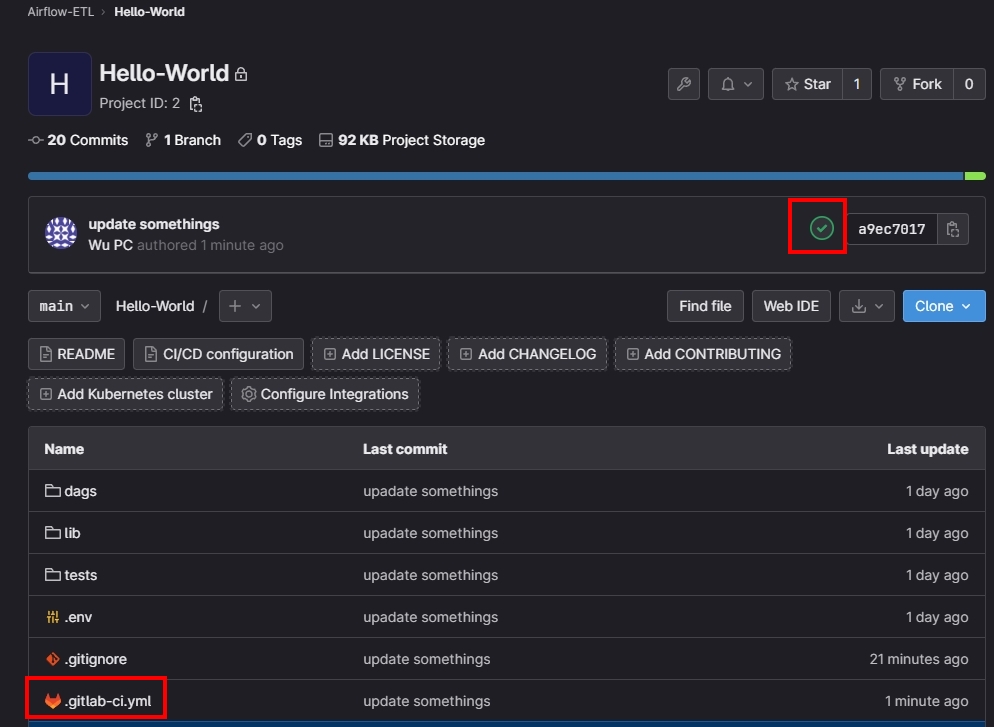 Airflow-ETL › Hello-World
H
Hello-World
Project ID: 2
Star 1
Fork 0
20 Commits 1 Branch 0 Tags 92 KB Project Storage
update somethings
Wu PC authored 1 minute ago
a9ec7017
main Hello-World / + Find file Web IDE Clone
README CI/CD configuration Add LICENSE Add CHANGELOG Add CONTRIBUTING
Add Kubernetes cluster Configure Integrations
Name Last commit Last update
dags upadate somethings 1 day ago
lib upadate somethings 1 day ago
tests upadate somethings 1 day ago
.env upadate somethings 1 day ago
.gitignore update somethings 21 minutes ago
.gitlab-ci.yml update somethings 1 minute ago